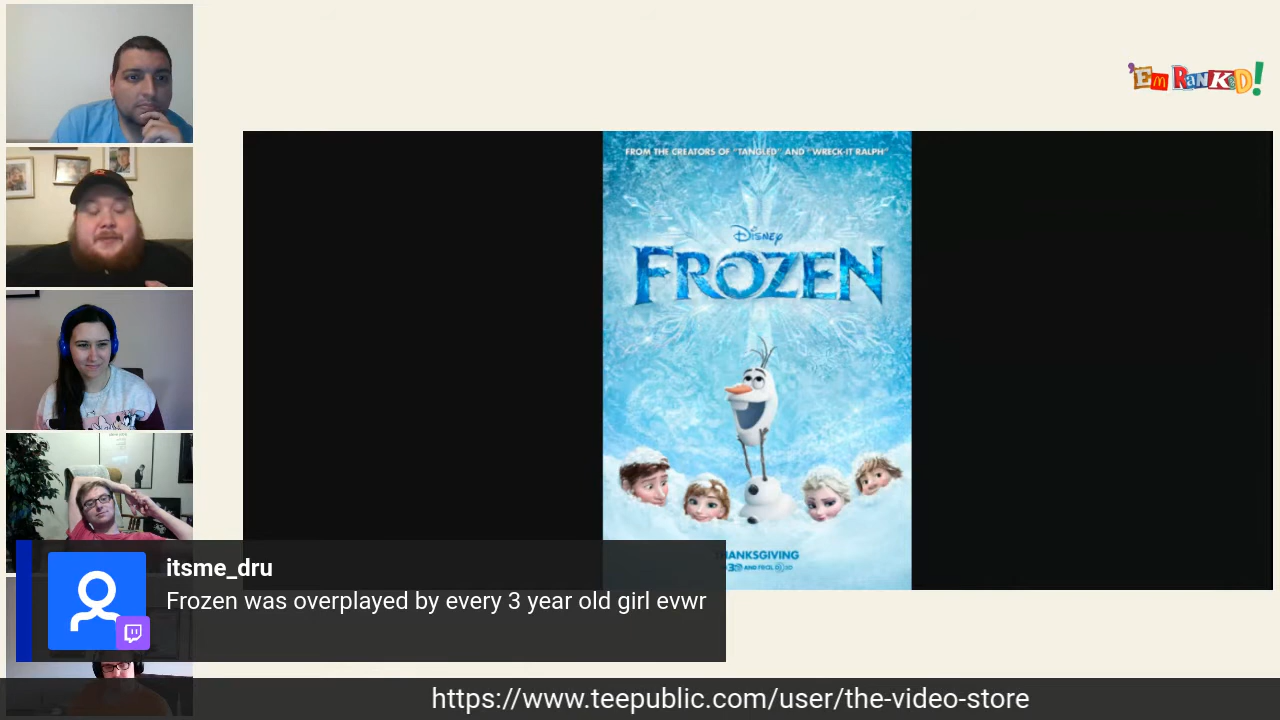 'Em RanKeD!
FROM THE CREATORS OF "TANGLED" AND "WRECK-IT RALPH"
DISNEY
FROZEN
THANKSGIVING
itsme_dru
Frozen was overplayed by every 3 year old girl evwr
https://www.teepublic.com/user/the-video-store